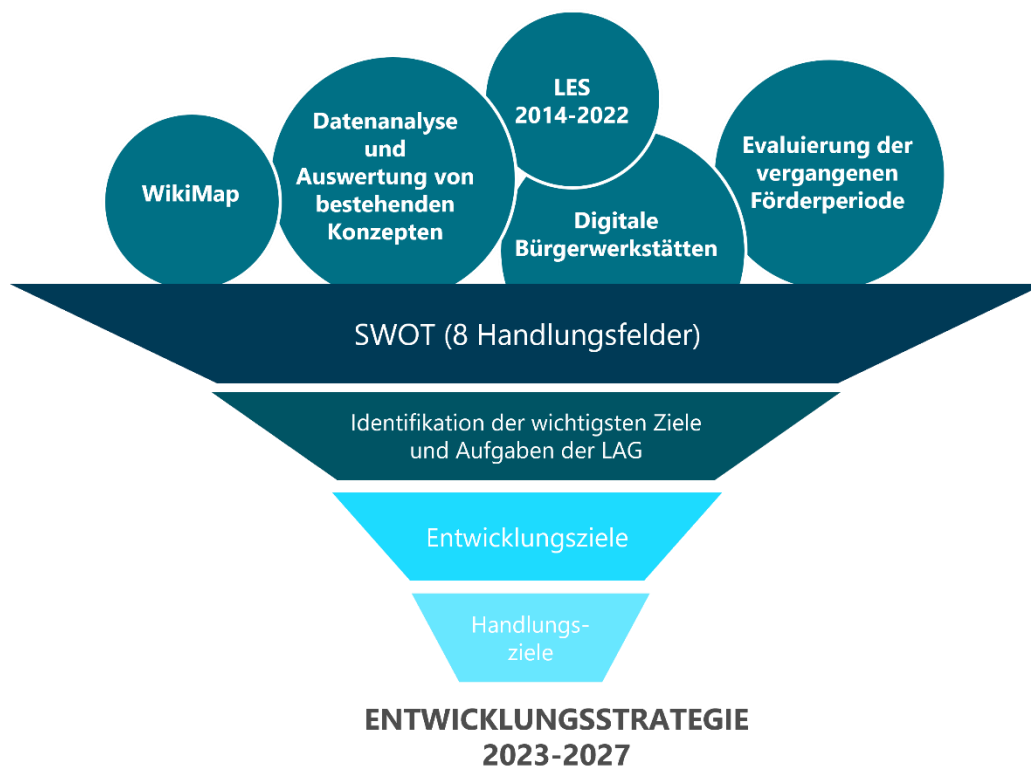 WikiMap
Datenanalyse
und
Auswertung von
bestehenden
Konzepten
LES
2014-2022
Digitale
Bürgerwerkstätten
Evaluierung der
vergangenen
Förderperiode
SWOT (8 Handlungsfelder)
Identifikation der wichtigsten Ziele
und Aufgaben der LAG
Entwicklungsziele
Handlungs-
ziele
ENTWICKLUNGSSTRATEGIE
2023-2027